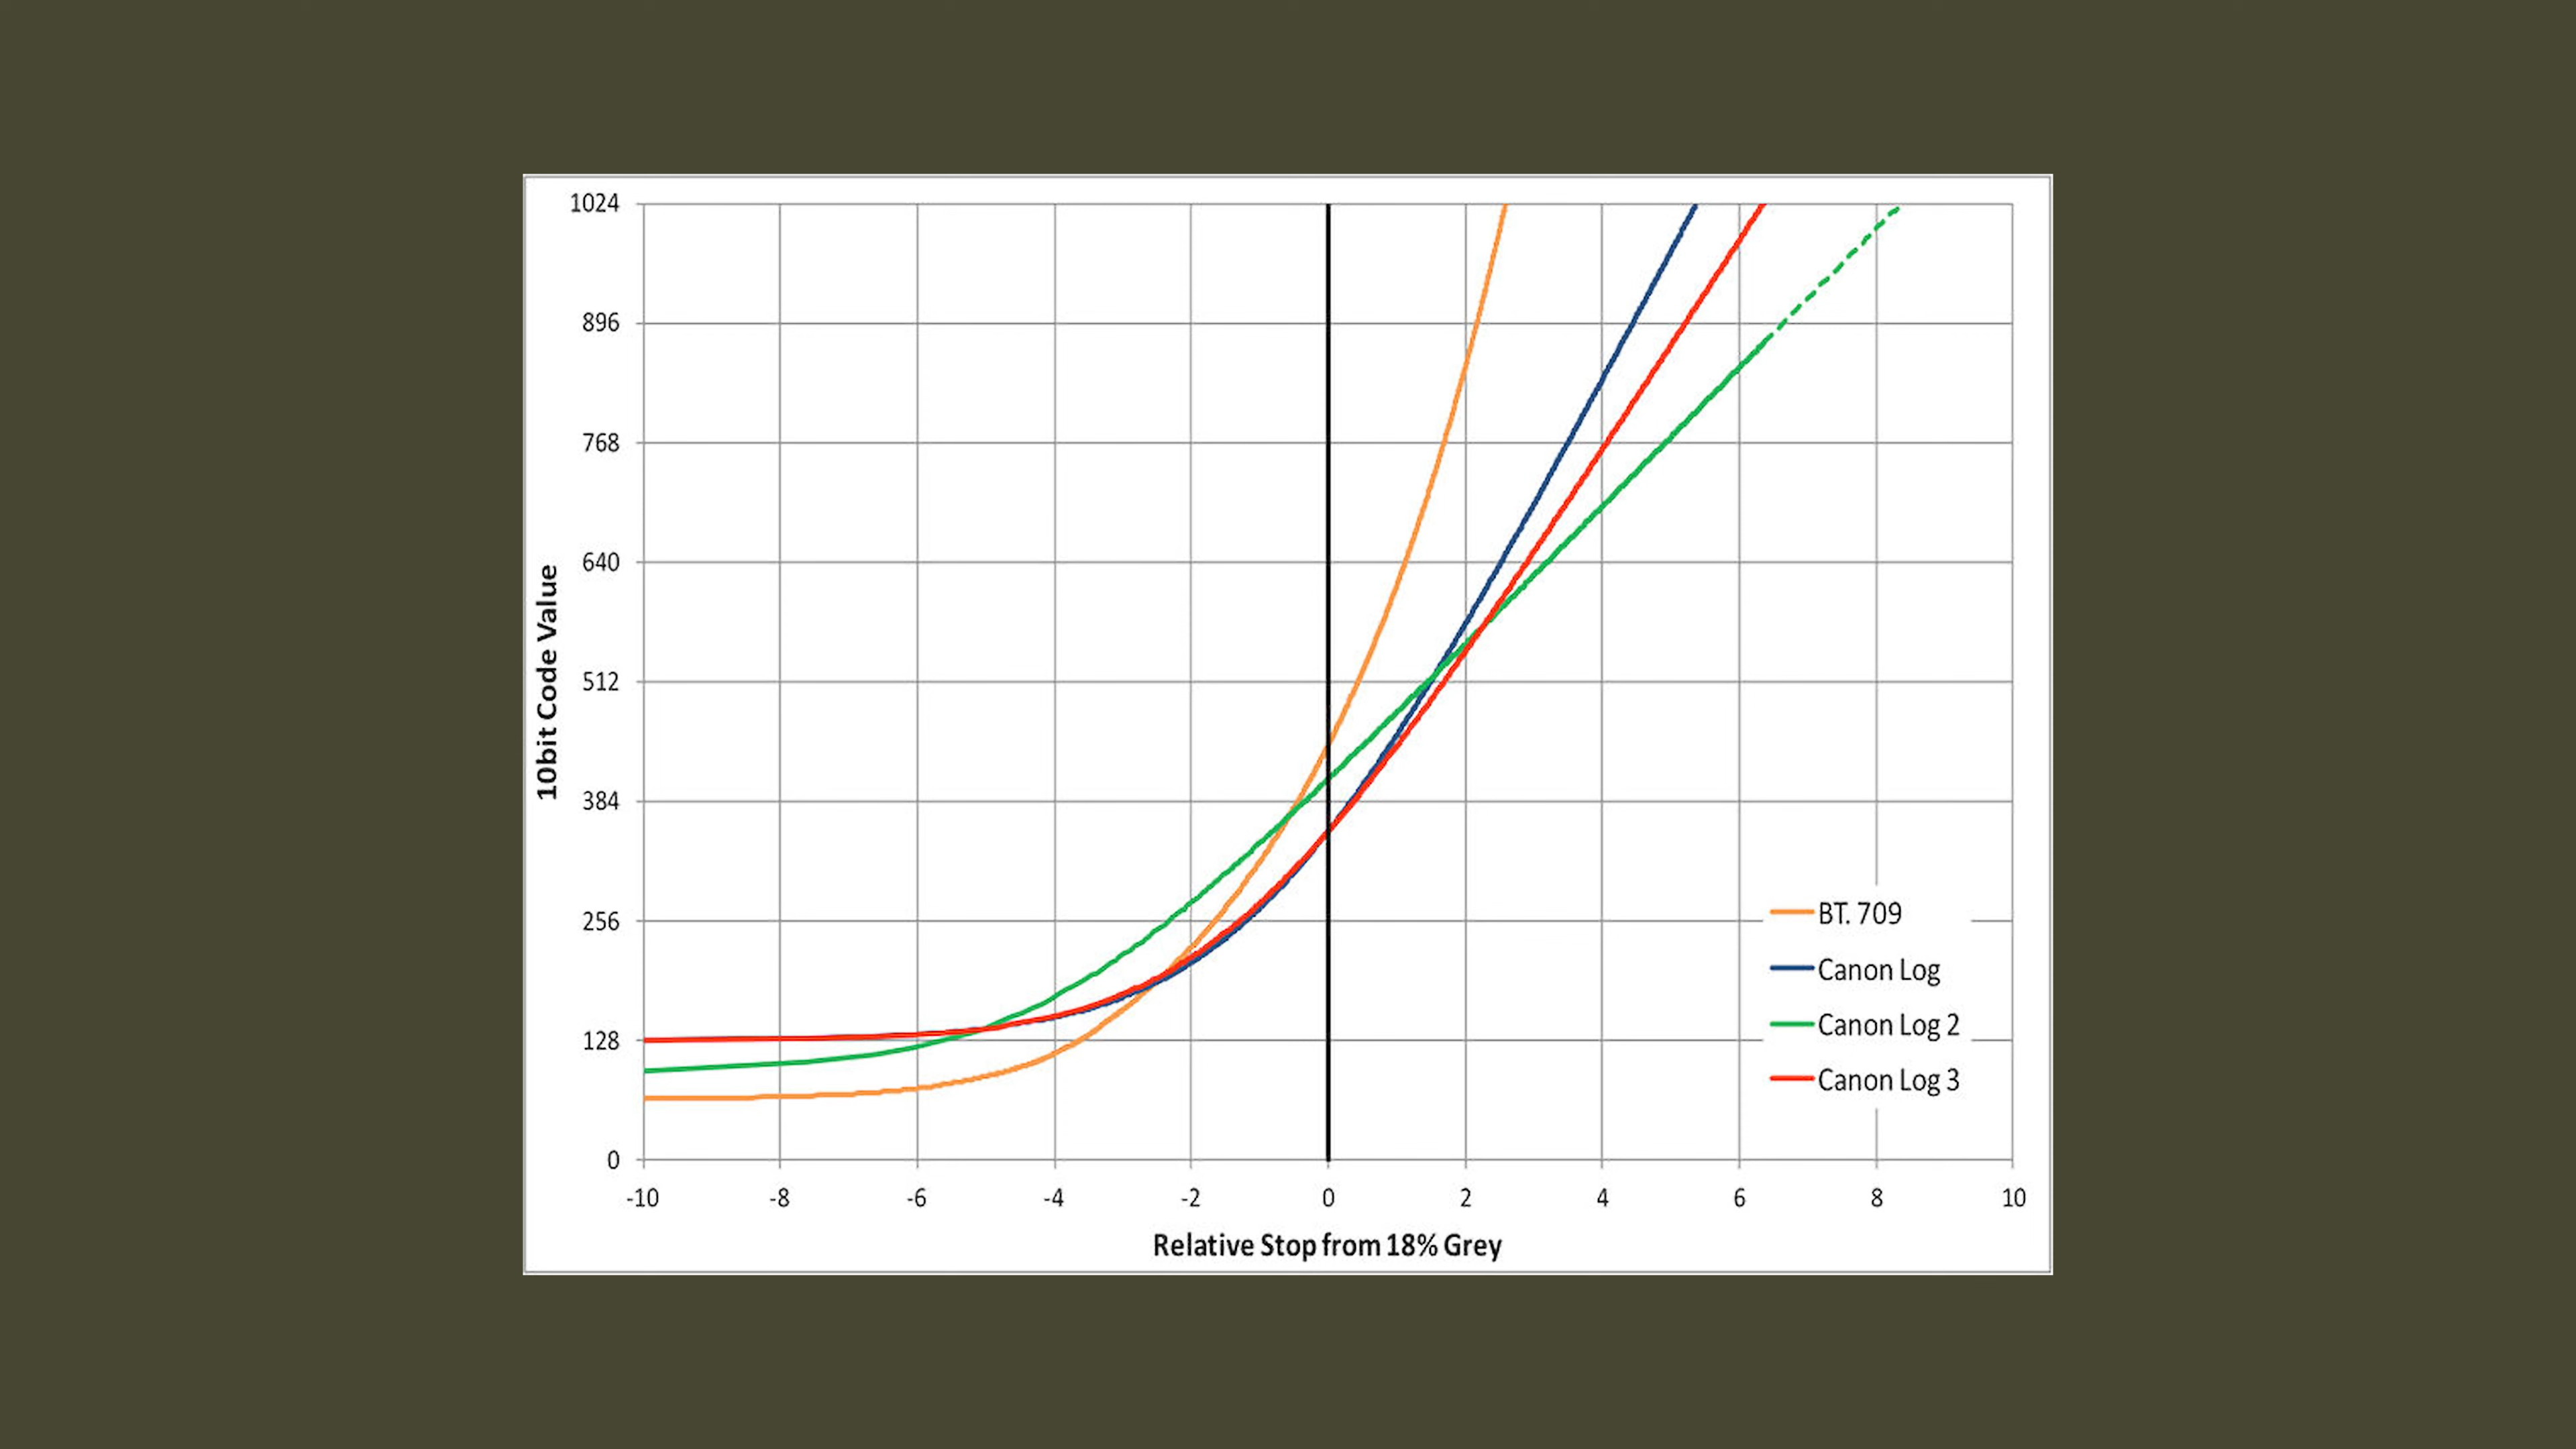 1024
896
768
640
512
384
256
128
0
10bit Code Value
BT. 709
Canon Log
Canon Log 2
Canon Log 3
-10 -8 -6 -4 -2 0 2 4 6 8 10
Relative Stop from 18% Grey